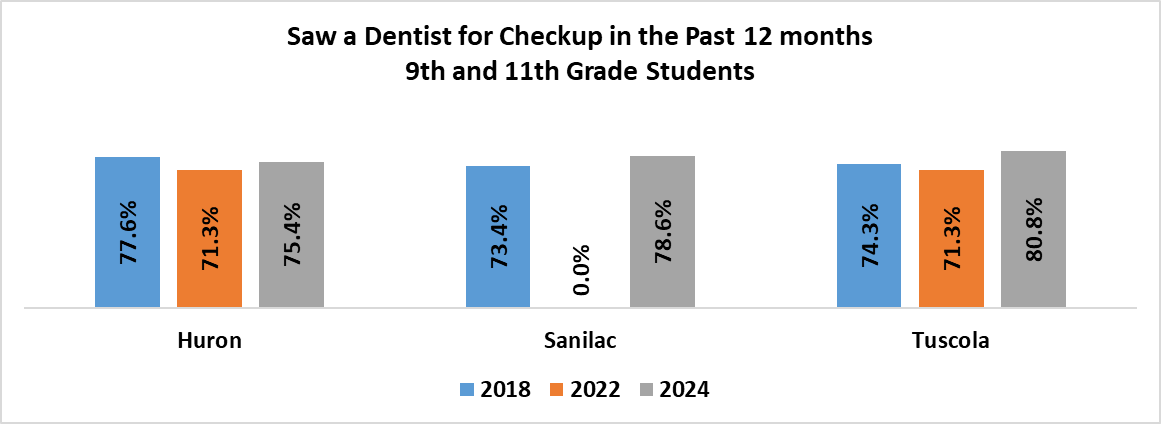 Saw a Dentist for Checkup in the Past 12 months
9th and 11th Grade Students
77.6%
71.3%
75.4%
73.4%
0.0%
78.6%
74.3%
71.3%
80.8%
Huron
Sanilac
Tuscola
2018
2022
2024